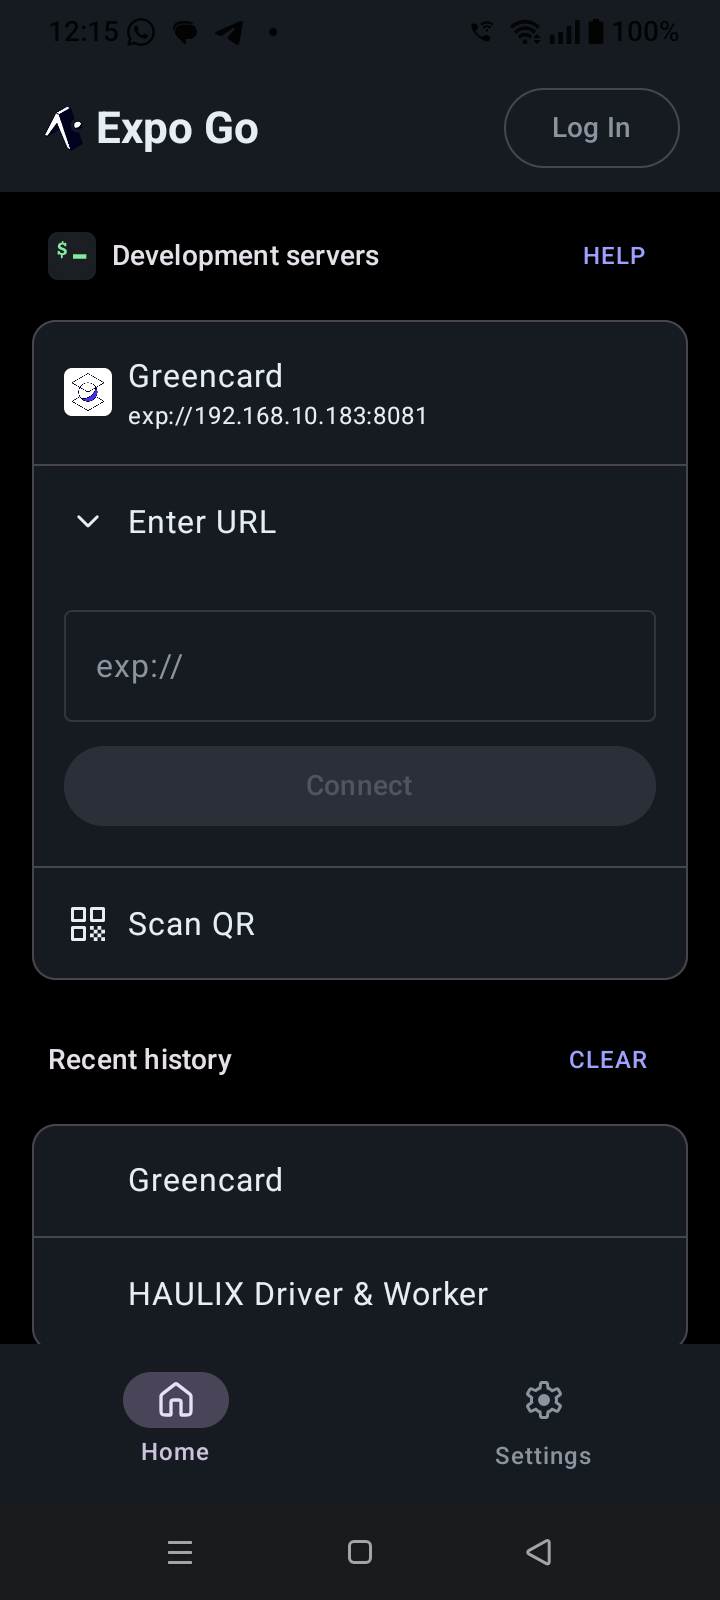 12:15
100%
Expo Go
Log In
$
Development servers
HELP
Greencard
exp://192.168.10.183:8081
Enter URL
exp://
Connect
Scan QR
Recent history
CLEAR
Greencard
HAULIX Driver & Worker
Home
Settings